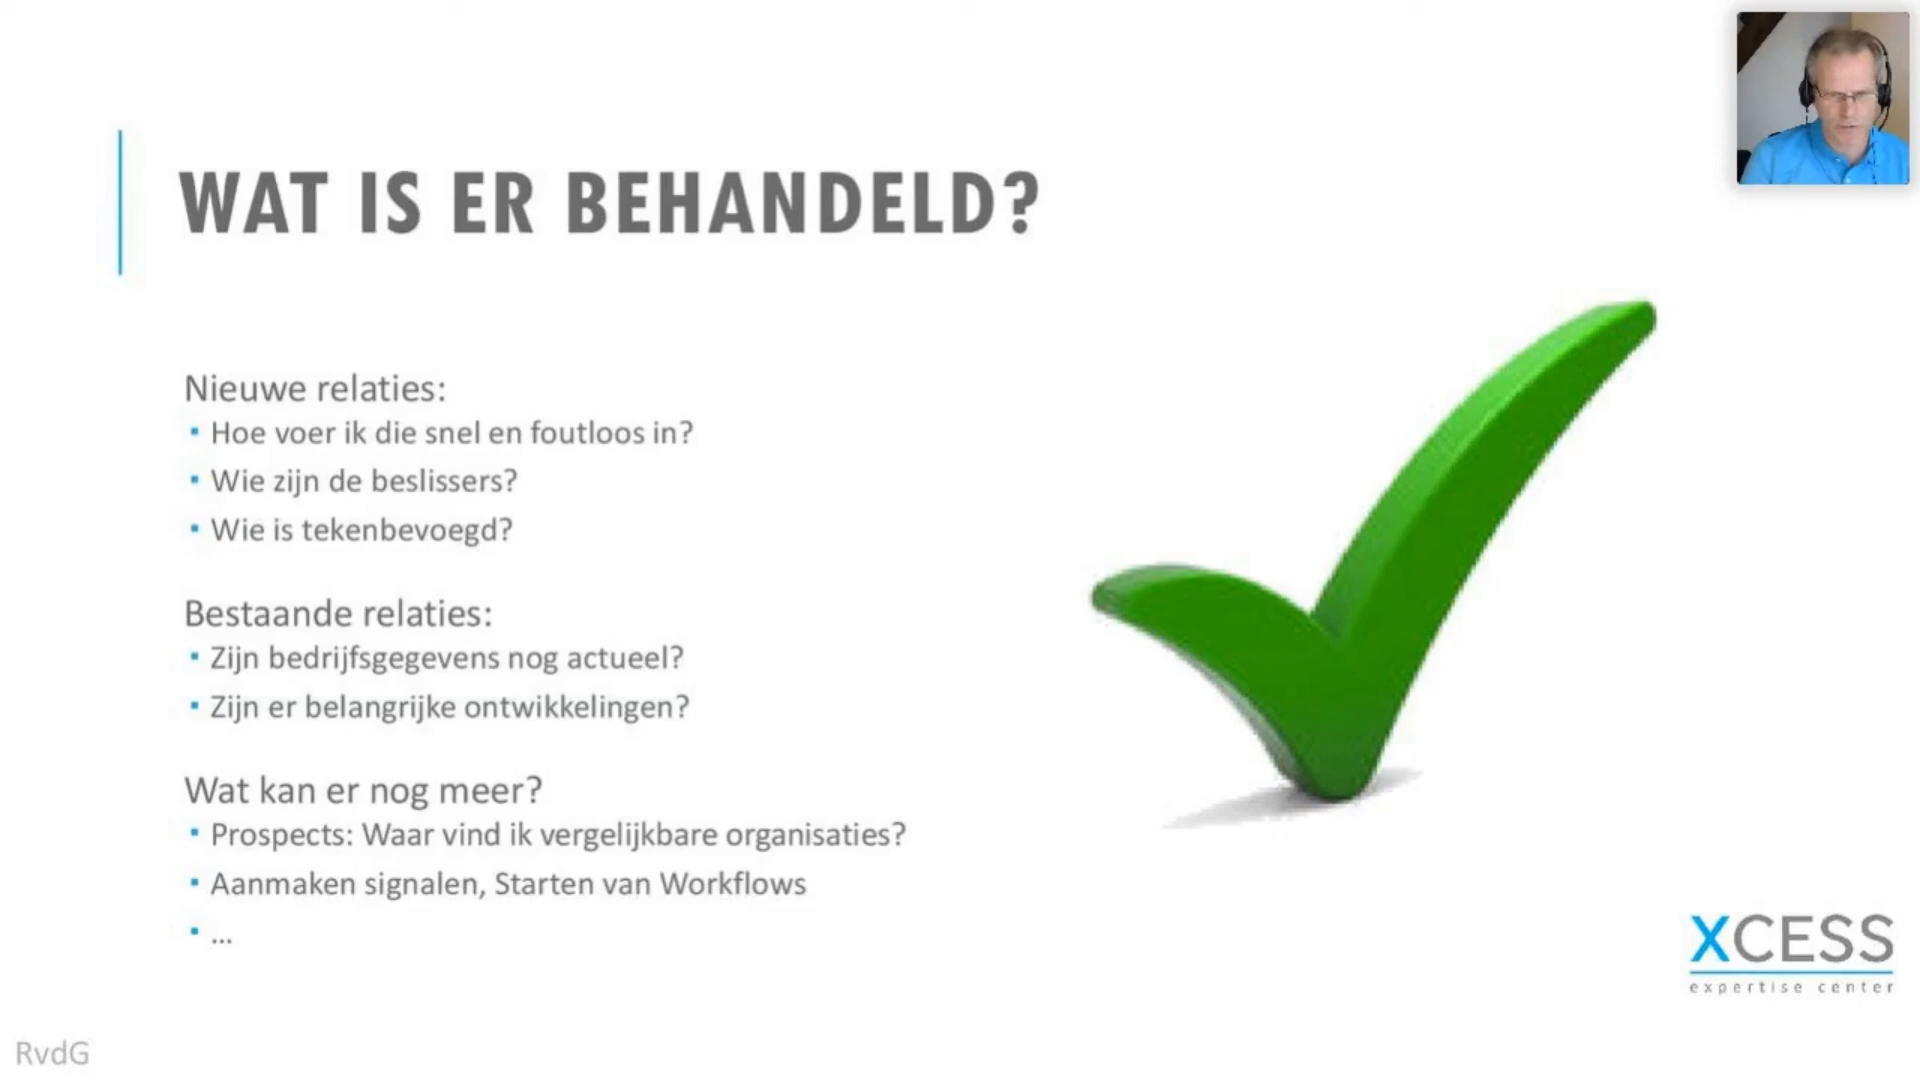 WAT IS ER BEHANDELD?
Nieuwe relaties:
▪ Hoe voer ik die snel en foutloos in?
▪ Wie zijn de beslissers?
▪ Wie is tekenbevoegd?
Bestaande relaties:
▪ Zijn bedrijfsgegevens nog actueel?
▪ Zijn er belangrijke ontwikkelingen?
Wat kan er nog meer?
▪ Prospects: Waar vind ik vergelijkbare organisaties?
▪ Aanmaken signalen, Starten van Workflows
▪ ...
XCESS
expertise center
RvdG